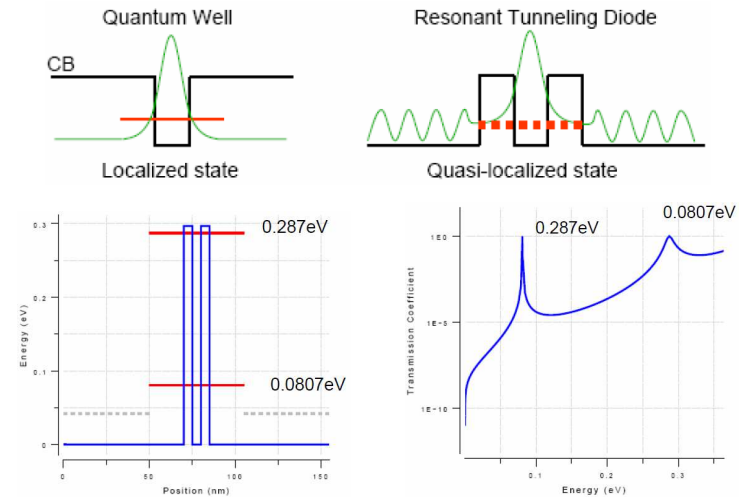 Quantum Well
Resonant Tunneling Diode
CB
Localized state
Quasi-localized state
0.3
0.2
0.1
0
0
50
100
150
Energy (eV)
Position (nm)
0.287eV
0.0807eV
1E0
1E-5
1E-10
0.1
0.2
0.3
Transmission Coefficient
Energy (eV)
0.287eV
0.0807eV